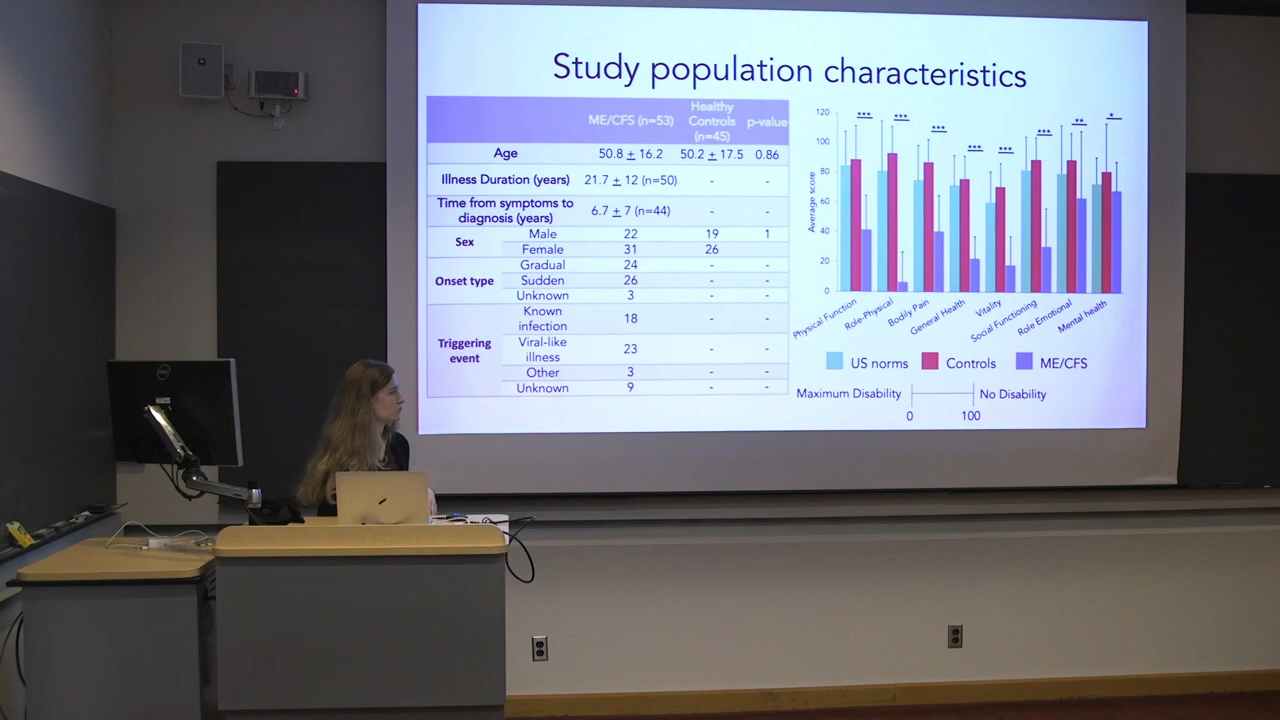 Study population characteristics
ME/CFS (n=53) Healthy Controls (n=45) p-value
Age 50.8 + 16.2 50.2 + 17.5 0.86
Illness Duration (years) 21.7 + 12 (n=50) - -
Time from symptoms to diagnosis (years) 6.7 + 7 (n=44) - -
Sex Male 22 19 1
Female 31 26
Onset type Gradual 24 - -
Sudden 26 - -
Unknown 3 - -
Triggering event Known infection 18 - -
Viral-like illness 23 - -
Other 3 - -
Unknown 9 - -
Average score
120
100
80
60
40
20
0
*** *** *** *** *** *** ** *
Physical Function
Role-Physical
Bodily Pain
General Health
Vitality
Social Functioning
Role Emotional
Mental health
US norms Controls ME/CFS
Maximum Disability No Disability
0 100
DELL